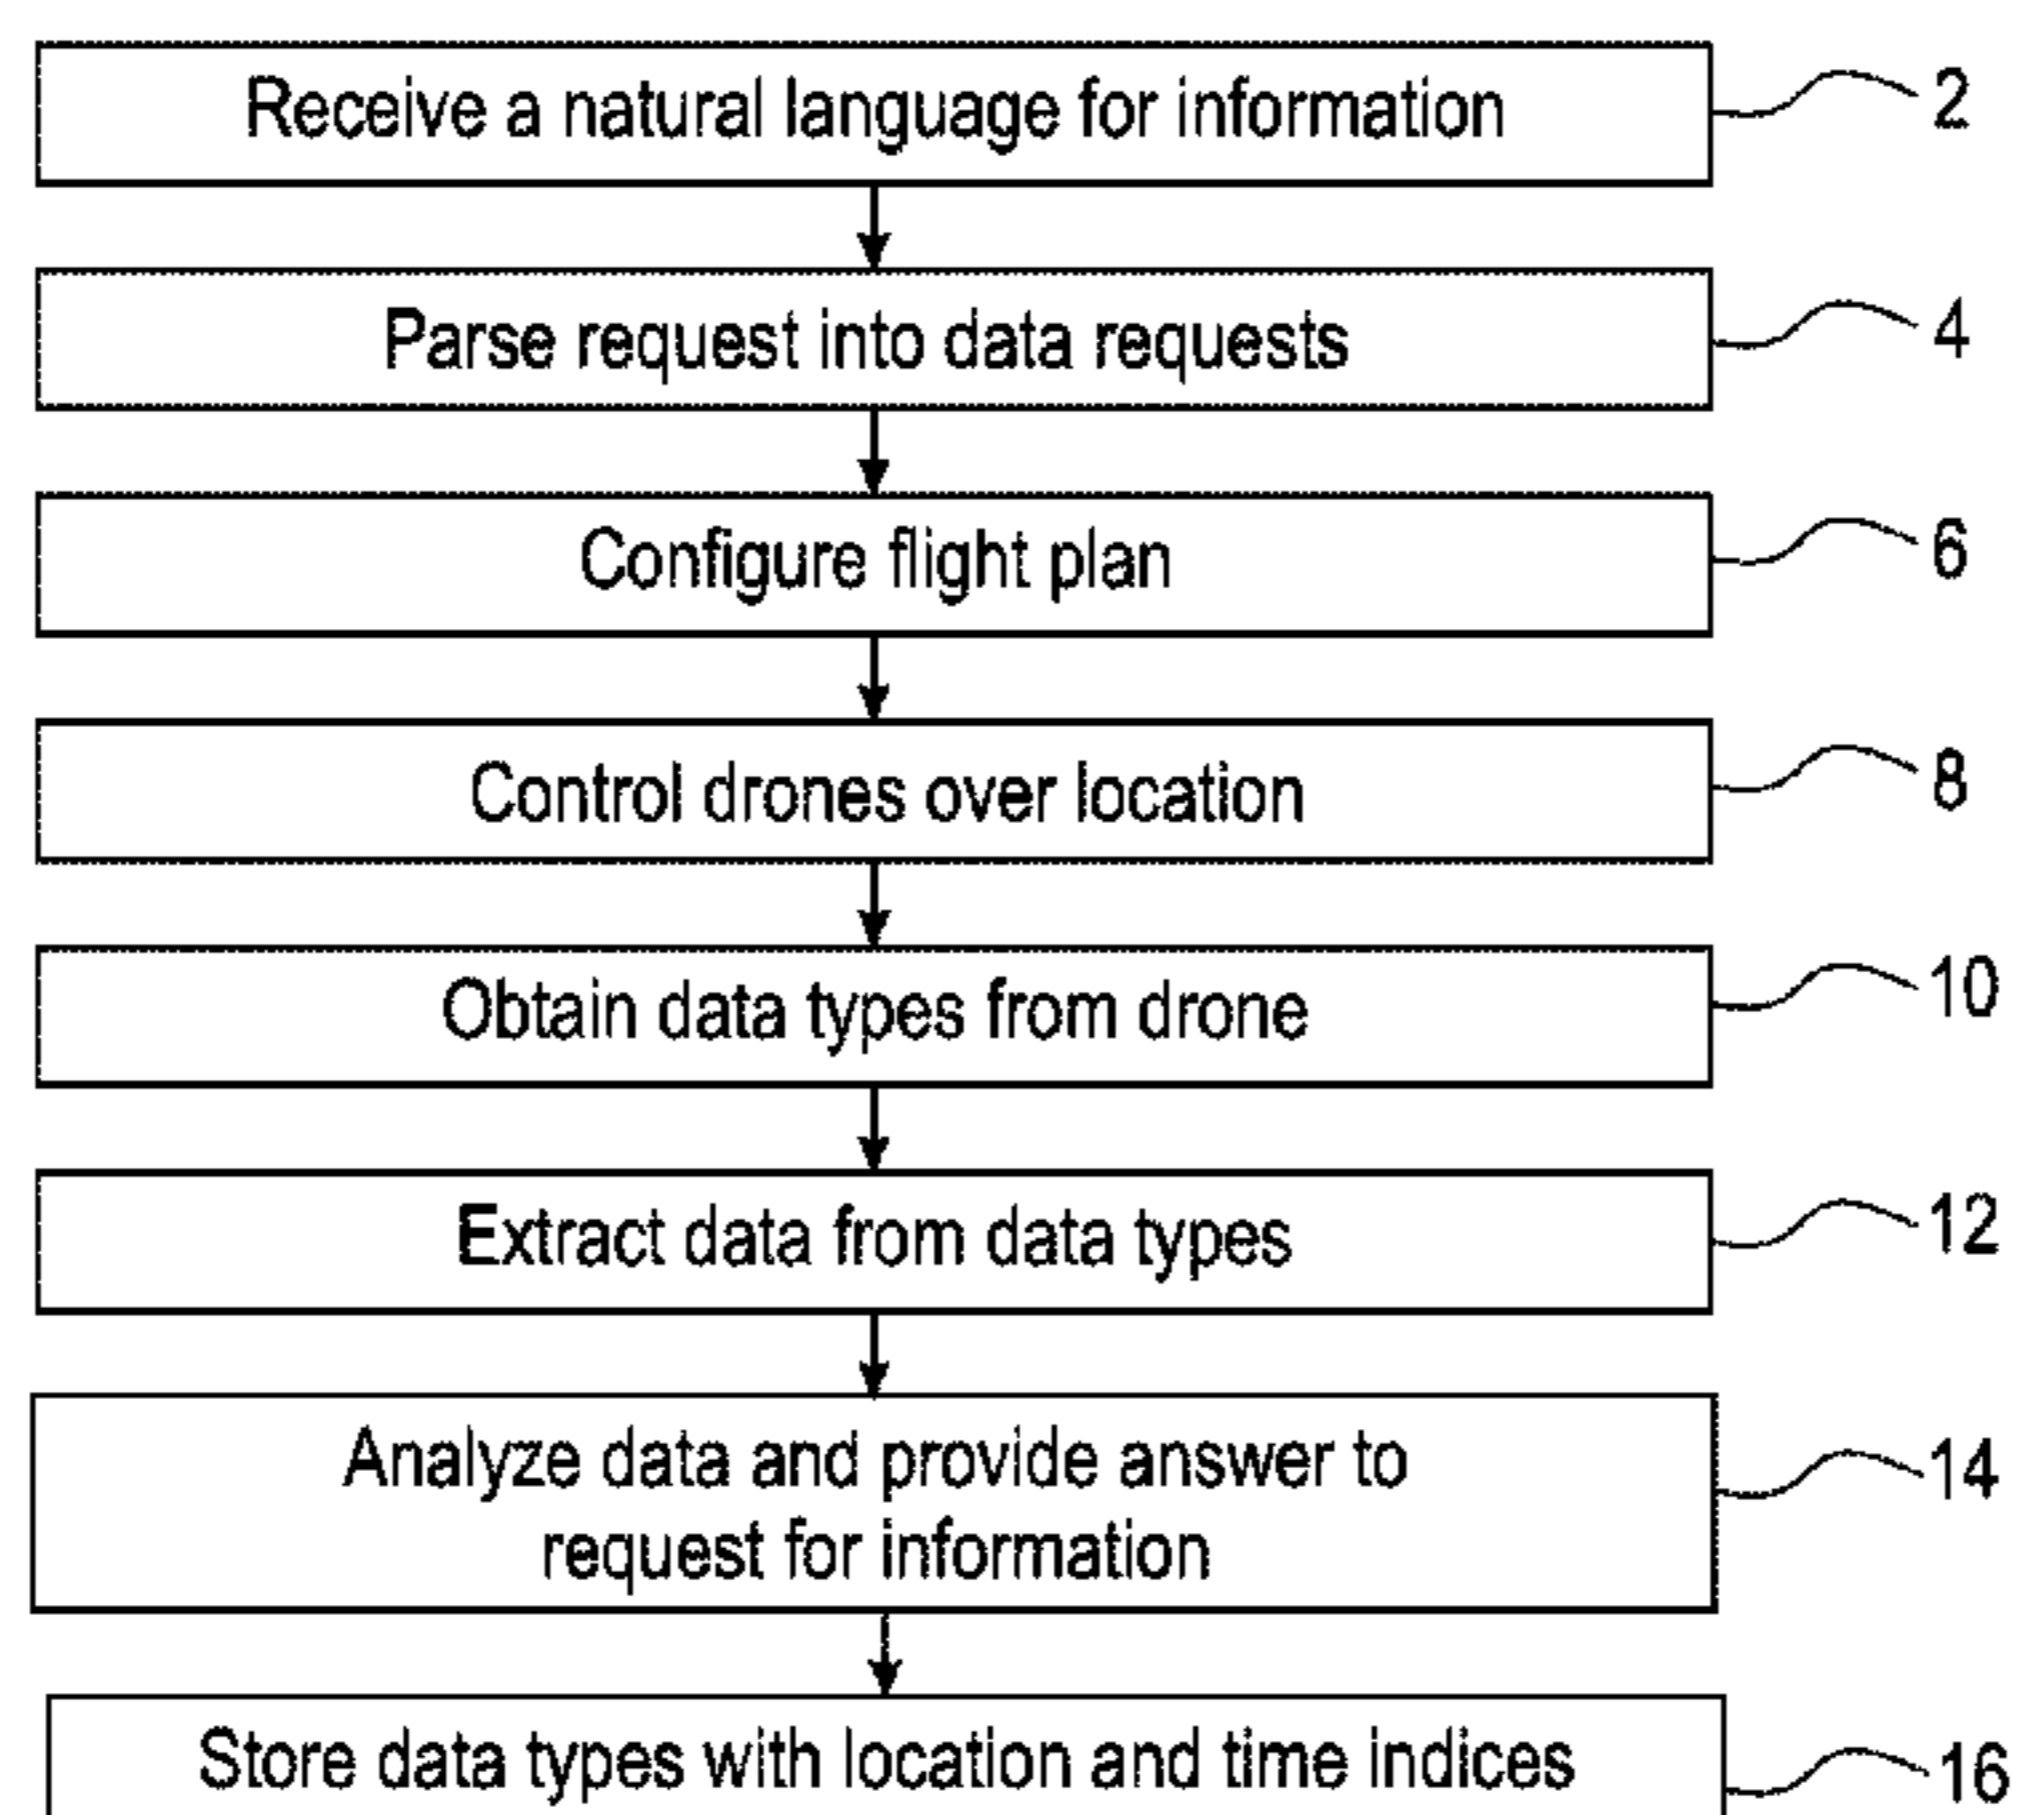 Receive a natural language for information
2
Parse request into data requests
4
Configure flight plan
6
Control drones over location
8
Obtain data types from drone
10
Extract data from data types
12
Analyze data and provide answer to
request for information
14
Store data types with location and time indices
16